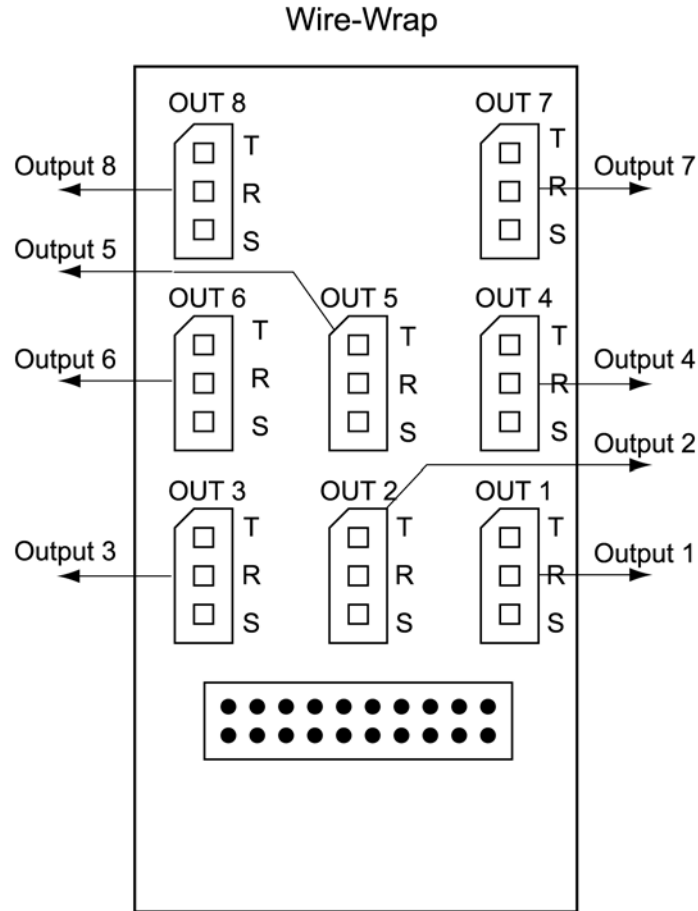 Wire-Wrap
OUT 8
OUT 7
T
R
S
T
R
S
Output 8
Output 7
Output 5
OUT 6
OUT 5
OUT 4
T
R
S
T
R
S
T
R
S
Output 6
Output 4
Output 2
OUT 3
OUT 2
OUT 1
T
R
S
T
R
S
T
R
S
Output 3
Output 1